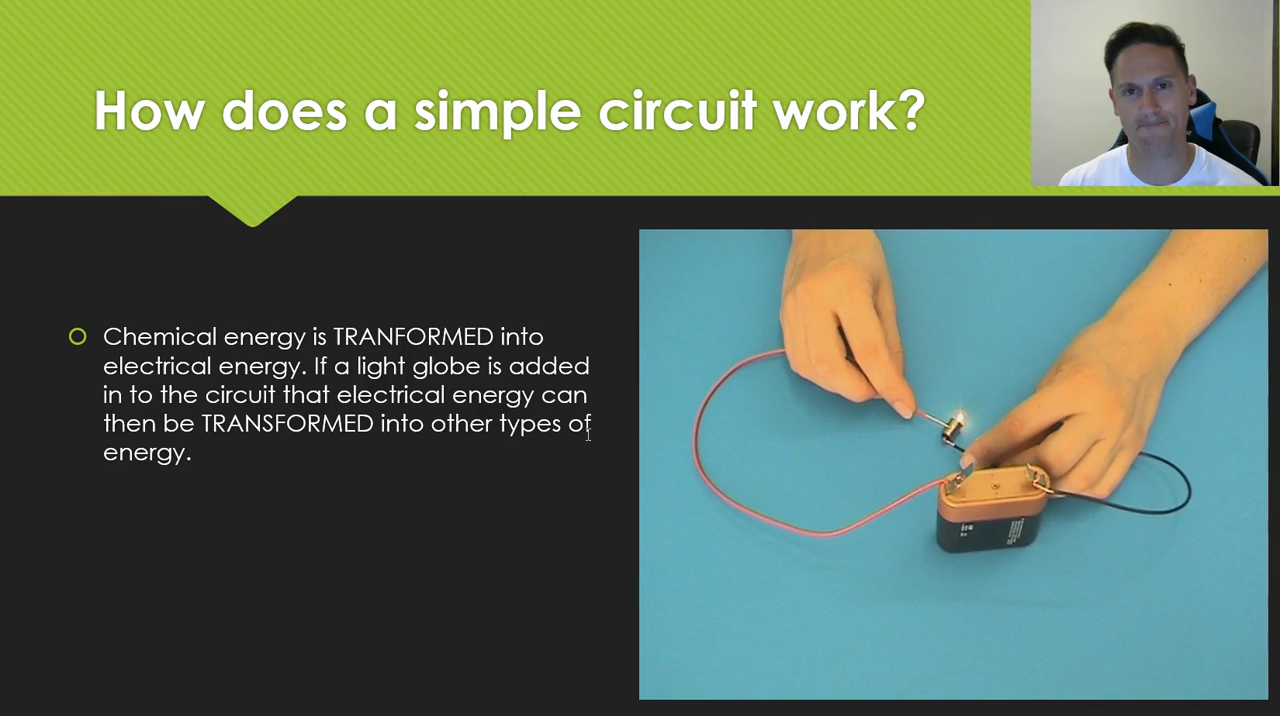 How does a simple circuit work?
Chemical energy is TRANFORMED into
electrical energy. If a light globe is added
in to the circuit that electrical energy can
then be TRANSFORMED into other types of
energy.